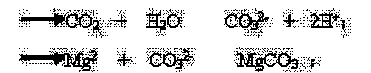 →CO₂ + H₂O CO₃²⁻ + 2H⁺
→Mg² + CO₃² MgCO₃